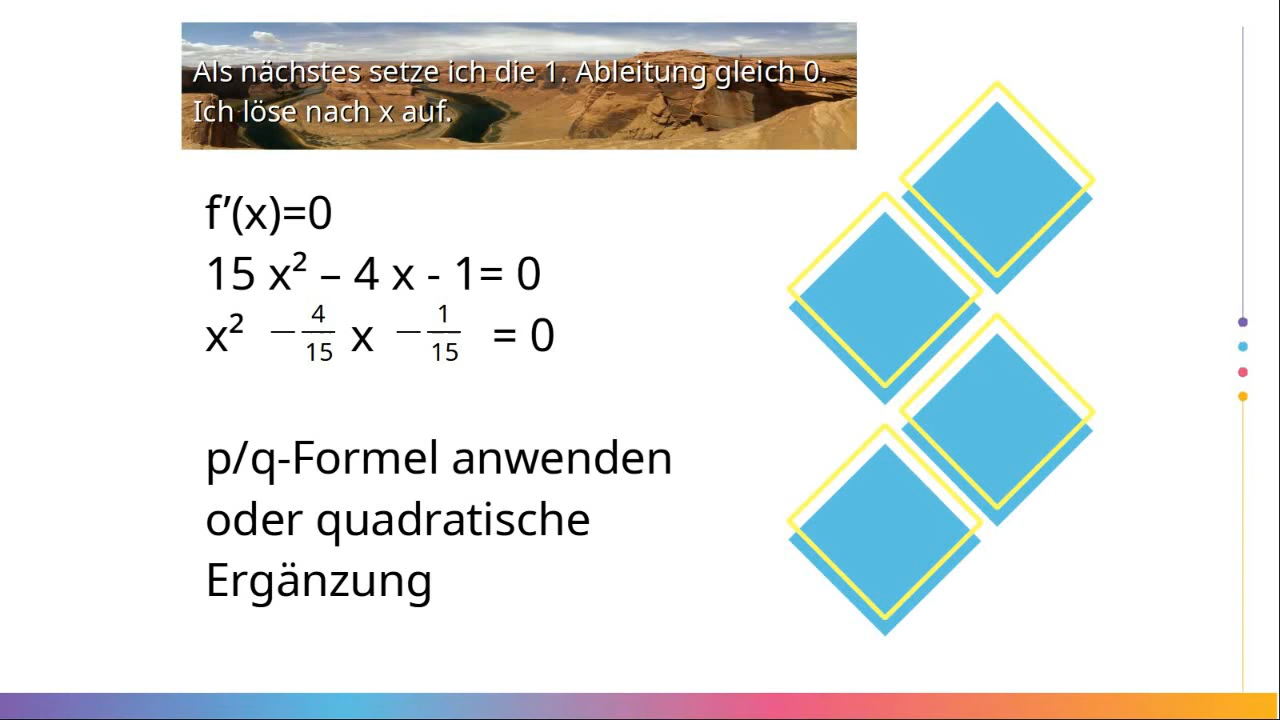 Als nächstes setze ich die 1. Ableitung gleich 0.
Ich löse nach x auf.
f’(x)=0
15 x² – 4 x - 1= 0
x² −4/15 x −1/15 = 0
p/q-Formel anwenden
oder quadratische
Ergänzung